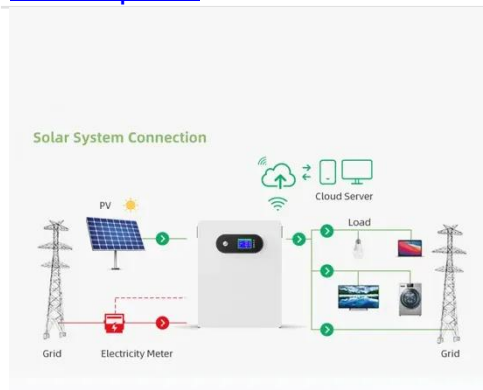 Solar System Connection
Cloud Server
PV
Load
Grid
Electricity Meter
Grid